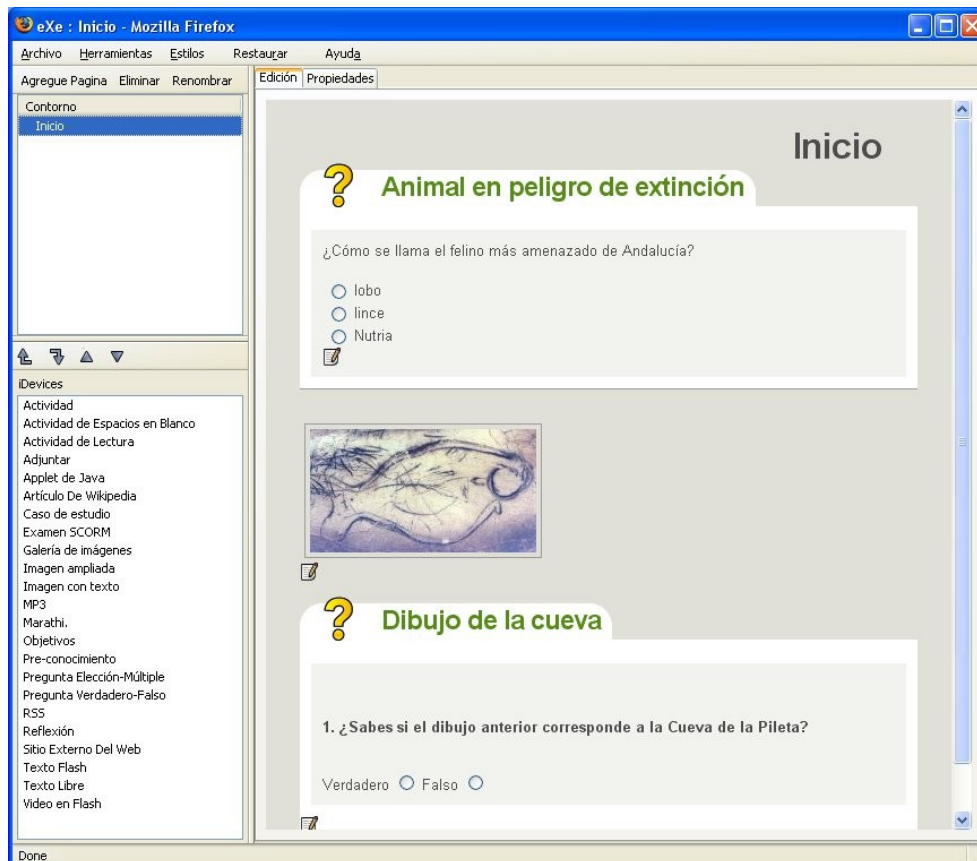 eXe : Inicio - Mozilla Firefox
Archivo Herramientas Estilos Restaurar Ayuda
Agregue Pagina Eliminar Renombrar
Contorno
Inicio
iDevices
Actividad
Actividad de Espacios en Blanco
Actividad de Lectura
Adjuntar
Applet de Java
Artículo De Wikipedia
Caso de estudio
Examen SCORM
Galería de imágenes
Imagen ampliada
Imagen con texto
MP3
Marathi.
Objetivos
Pre-conocimiento
Pregunta Elección-Múltiple
Pregunta Verdadero-Falso
RSS
Reflexión
Sitio Externo Del Web
Texto Flash
Texto Libre
Video en Flash
Edición Propiedades
Inicio
Animal en peligro de extinción
¿Cómo se llama el felino más amenazado de Andalucía?
lobo
lince
Nutria
Dibujo de la cueva
1. ¿Sabes si el dibujo anterior corresponde a la Cueva de la Pileta?
Verdadero Falso
Done